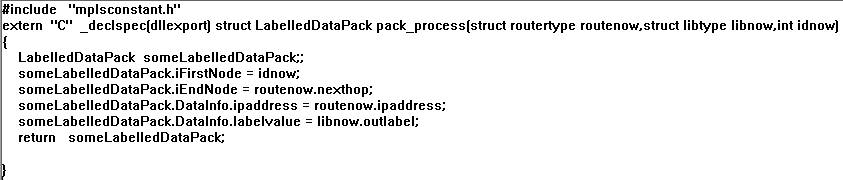 #include "mplsconstant.h"
extern "C" _declspec(dllexport) struct LabelledDataPack pack_process(struct routertype routenow,struct libtype libnow,int idnow)
{
LabelledDataPack someLabelledDataPack;;
someLabelledDataPack.iFirstNode = idnow;
someLabelledDataPack.iEndNode = routenow.nexthop;
someLabelledDataPack.DataInfo.ipaddress = routenow.ipaddress;
someLabelledDataPack.DataInfo.labelvalue = libnow.outlabel;
return someLabelledDataPack;
}